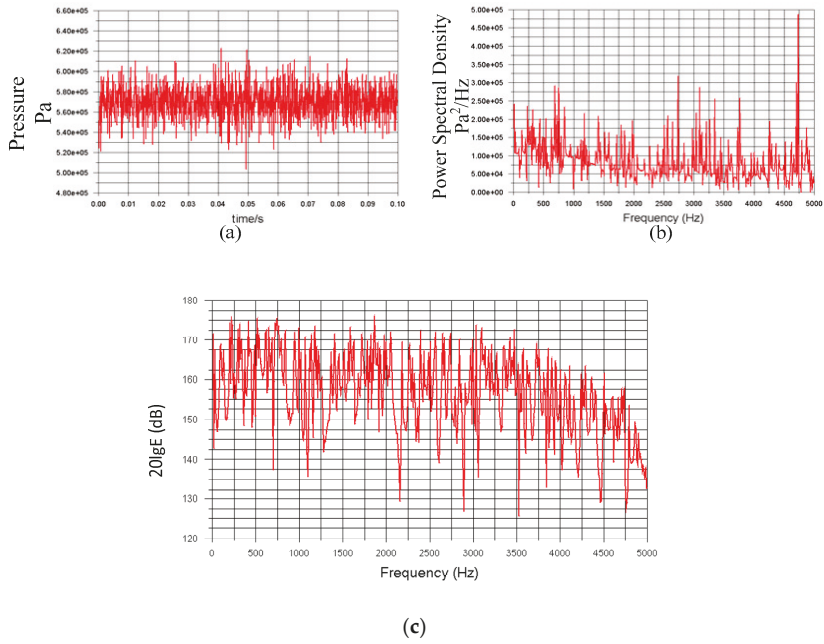 Pressure
Pa
6.60e+05
6.40e+05
6.20e+05
6.00e+05
5.80e+05
5.60e+05
5.40e+05
5.20e+05
5.00e+05
4.80e+05
0.00 0.01 0.02 0.03 0.04 0.05 0.06 0.07 0.08 0.09 0.10
time/s
(a)
Power Spectral Density
Pa²/Hz
5.00e+05
4.50e+05
4.00e+05
3.50e+05
3.00e+05
2.50e+05
2.00e+05
1.50e+05
1.00e+05
5.00e+04
0.00e+00
0 500 1000 1500 2000 2500 3000 3500 4000 4500 5000
Frequency (Hz)
(b)
20lgE (dB)
180
170
160
150
140
130
120
0 500 1000 1500 2000 2500 3000 3500 4000 4500 5000
Frequency (Hz)
(c)